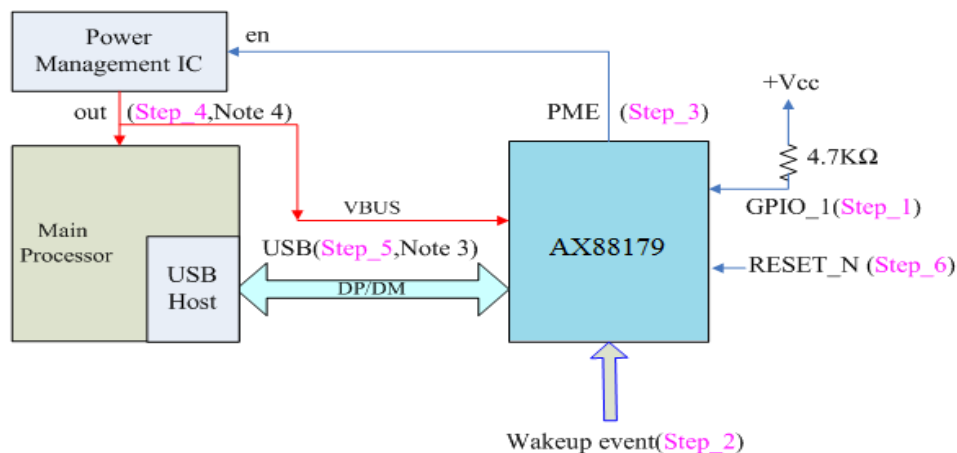 Power
Management IC
en
out (Step_4,Note 4)
PME (Step_3)
+Vcc
4.7KΩ
GPIO_1(Step_1)
Main
Processor
VBUS
USB(Step_5,Note 3)
USB
Host
DP/DM
AX88179
RESET_N (Step_6)
Wakeup event(Step_2)